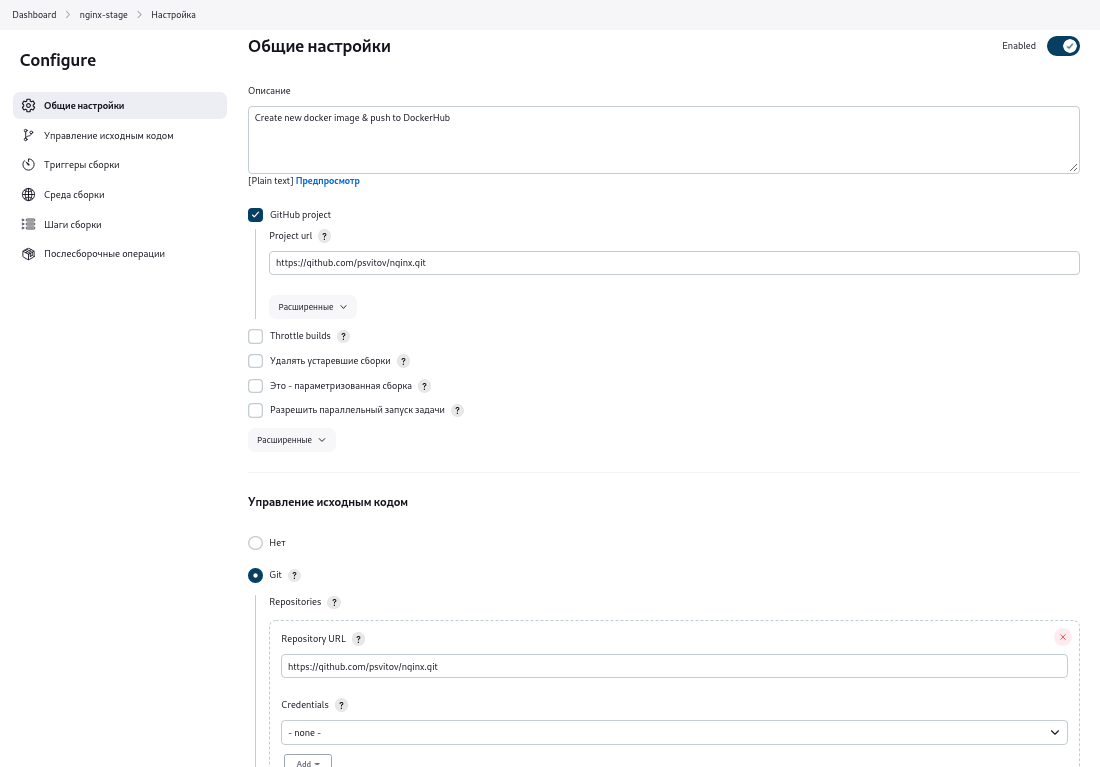 Dashboard > nginx-stage > Настройка
Configure
Общие настройки
Управление исходным кодом
Триггеры сборки
Среда сборки
Шаги сборки
Послесборочные операции
Общие настройки
Enabled
Описание
Create new docker image & push to DockerHub
[Plain text] Предпросмотр
GitHub project
Project url ?
https://github.com/psvitov/nginx.git
Расширенные
Throttle builds ?
Удалять устаревшие сборки ?
Это - параметризованная сборка ?
Разрешить параллельный запуск задачи ?
Расширенные
Управление исходным кодом
Нет
Git ?
Repositories ?
Repository URL ?
https://github.com/psvitov/nginx.git
Credentials ?
- none -
Add